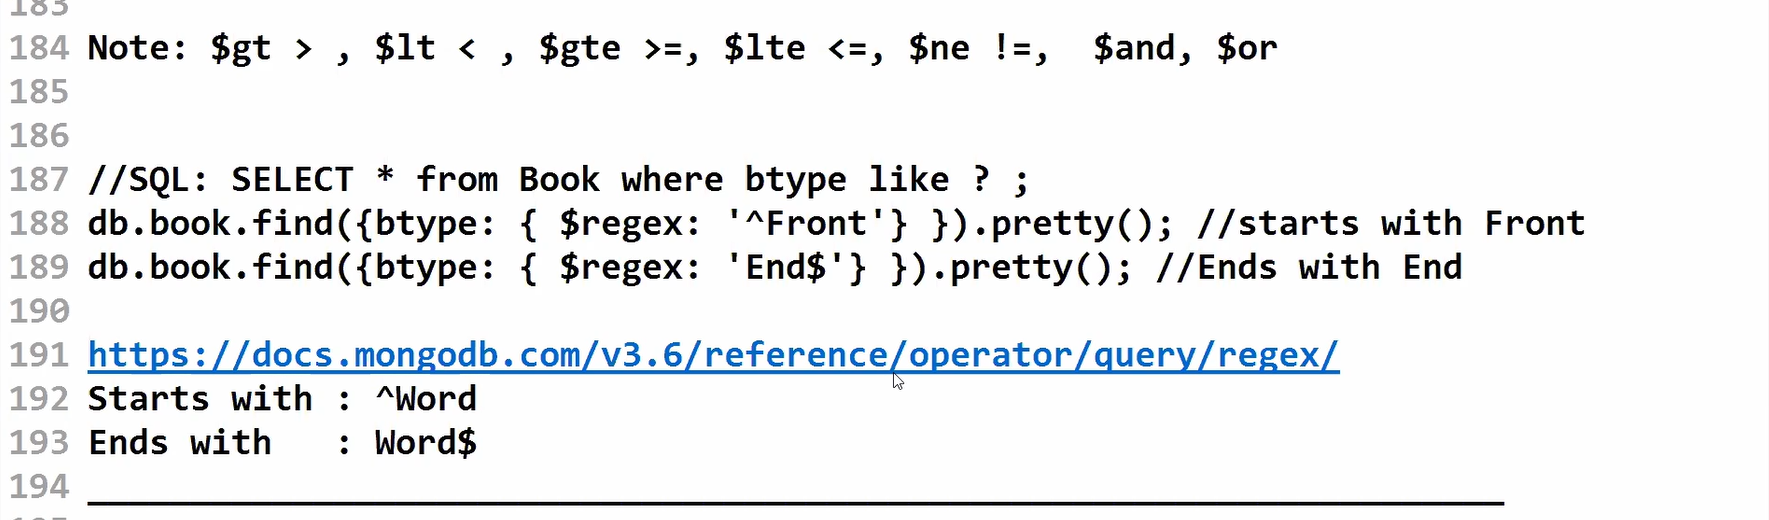 183
184 Note: $gt > , $lt < , $gte >=, $lte <=, $ne !=,  $and, $or
185
186
187 //SQL: SELECT * from Book where btype like ? ;
188 db.book.find({btype: { $regex: '^Front'} }).pretty(); //starts with Front
189 db.book.find({btype: { $regex: 'End$'} }).pretty(); //Ends with End
190
191 https://docs.mongodb.com/v3.6/reference/operator/query/regex/
192 Starts with : ^Word
193 Ends with   : Word$
194